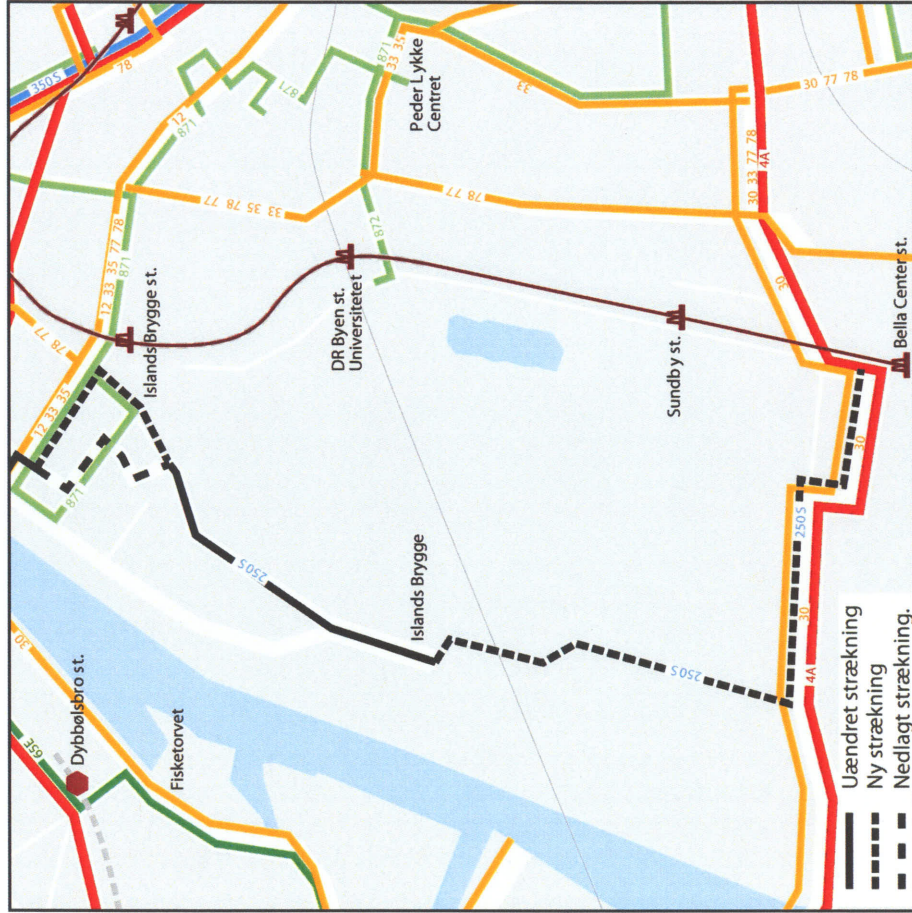 350S
78
12
871
871
871
33 35
Peder Lykke
Centret
33
30 77 78
30 33 77 78
4A
78 77
33 35 78 77
872
12 33 35 77 78
871
78 77
Islands Brygge st.
12 33 35
871
DR Byen st.
Universitetet
Sundby st.
Bella Center st.
30
30
250S
30
4A
250S
250S
Islands Brygge
30
65E
Dybbølsbro st.
Fisketorvet
Uændret strækning
Ny strækning
Nedlagt strækning.